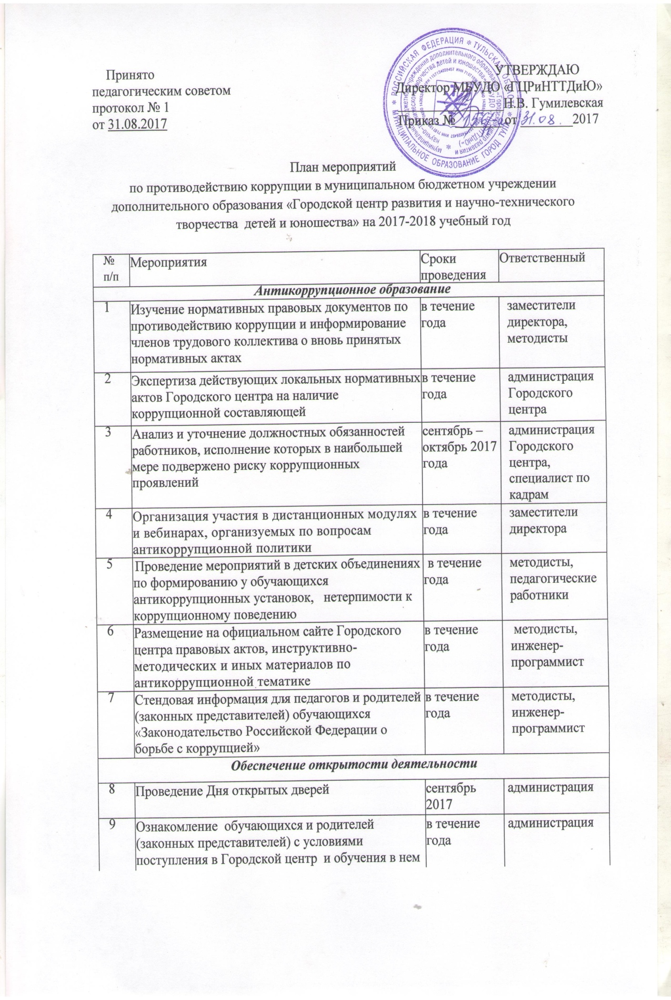 Принято
педагогическим советом
протокол № 1
от 31.08.2017
УТВЕРЖДАЮ
Директор МБУДО «ГЦРиНТТДиЮ»
Н.В. Гумилевская
Приказ № от 31.08. 2017
РОССИЙСКАЯ ФЕДЕРАЦИЯ * ТУЛЬСКАЯ ОБЛАСТЬ *
МУНИЦИПАЛЬНОЕ ОБРАЗОВАНИЕ ГОРОД ТУЛА
План мероприятий
по противодействию коррупции в муниципальном бюджетном учреждении
дополнительного образования «Городской центр развития и научно-технического
творчества детей и юношества» на 2017-2018 учебный год
№
п/п
Мероприятия
Сроки
проведения
Ответственный
Антикоррупционное образование
1
Изучение нормативных правовых документов по
противодействию коррупции и информирование
членов трудового коллектива о вновь принятых
нормативных актах
в течение
года
заместители
директора,
методисты
2
Экспертиза действующих локальных нормативных
актов Городского центра на наличие
коррупционной составляющей
в течение
года
администрация
Городского
центра
3
Анализ и уточнение должностных обязанностей
работников, исполнение которых в наибольшей
мере подвержено риску коррупционных
проявлений
сентябрь –
октябрь 2017
года
администрация
Городского
центра,
специалист по
кадрам
4
Организация участия в дистанционных модулях
и вебинарах, организуемых по вопросам
антикоррупционной политики
в течение
года
заместители
директора
5
Проведение мероприятий в детских объединениях
по формированию у обучающихся
антикоррупционных установок, нетерпимости к
коррупционному поведению
в течение
года
методисты,
педагогические
работники
6
Размещение на официальном сайте Городского
центра правовых актов, инструктивно-
методических и иных материалов по
антикоррупционной тематике
в течение
года
методисты,
инженер-
программист
7
Стендовая информация для педагогов и родителей
(законных представителей) обучающихся
«Законодательство Российской Федерации о
борьбе с коррупцией»
в течение
года
методисты,
инженер-
программист
Обеспечение открытости деятельности
8
Проведение Дня открытых дверей
сентябрь
2017
администрация
9
Ознакомление обучающихся и родителей
(законных представителей) с условиями
поступления в Городской центр и обучения в нем
в течение
года
администрация